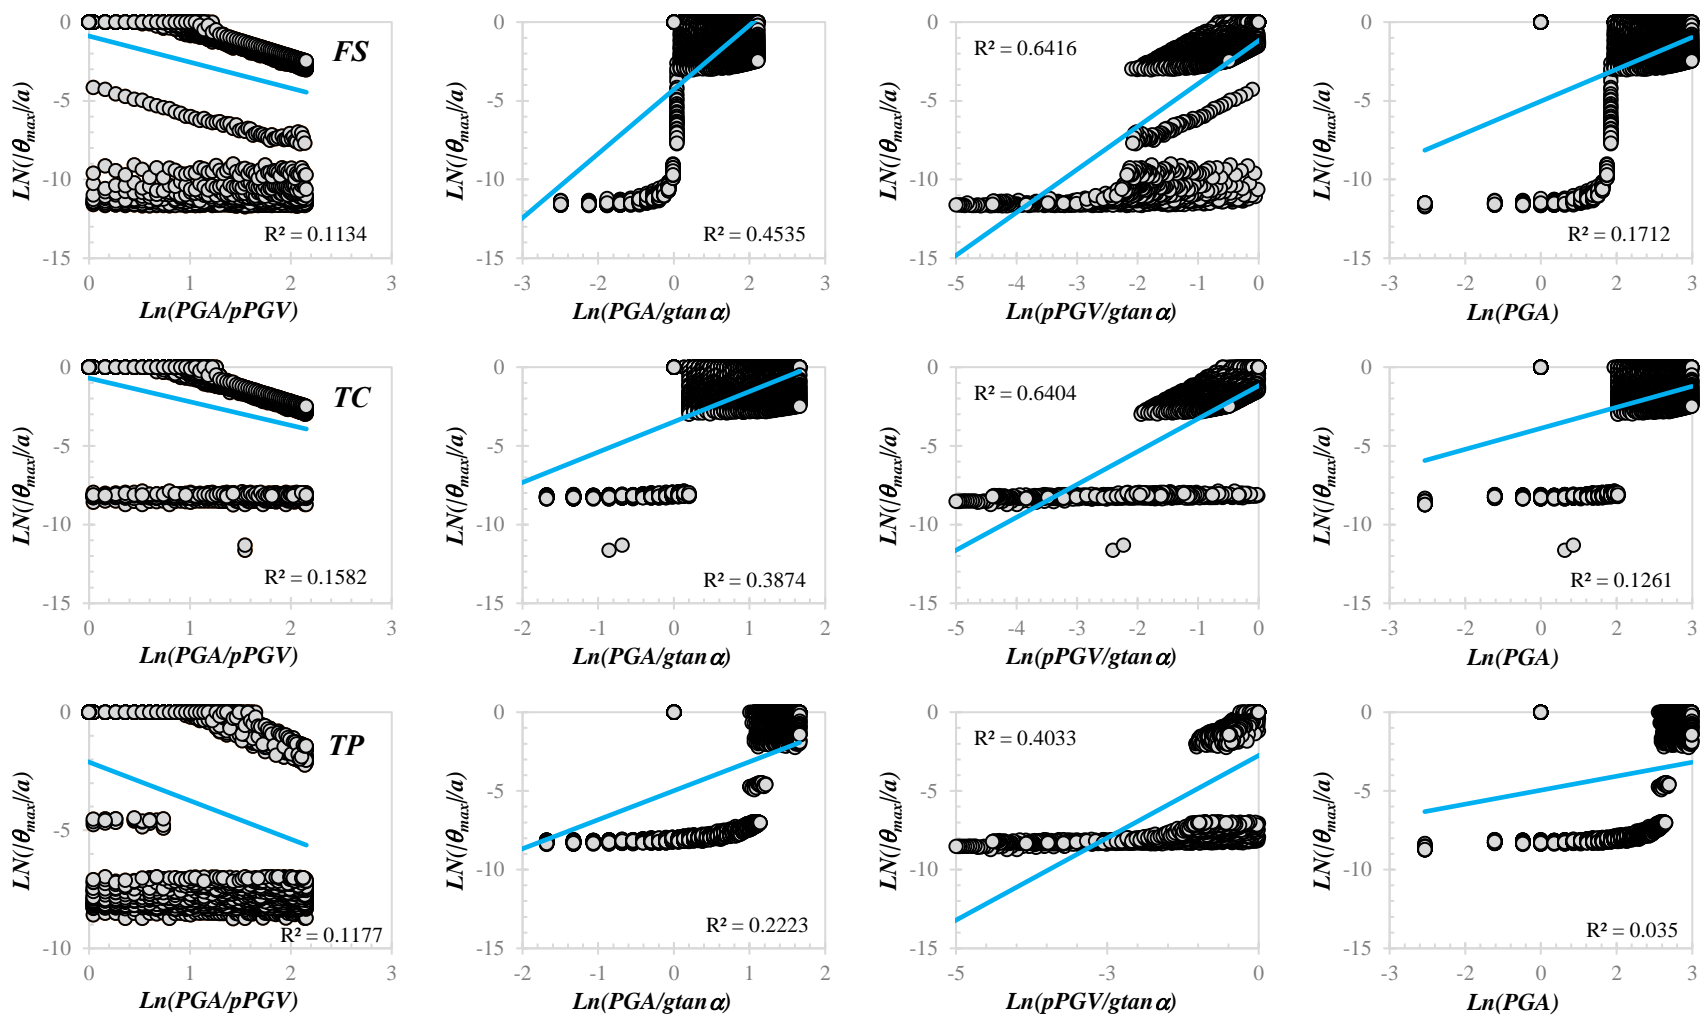 LN(|θmax|/a)
0
-5
-10
-15
FS
R² = 0.1134
0 1 2 3
Ln(PGA/pPGV)
LN(|θmax|/a)
0
-5
-10
-15
R² = 0.4535
-3 -2 0 2 3
Ln(PGA/gtanα)
LN(|θmax|/a)
0
-5
-10
-15
R² = 0.6416
-5 -4 -3 -2 -1 0
Ln(pPGV/gtanα)
LN(|θmax|/a)
0
-5
-10
-15
R² = 0.1712
-3 -2 0 2 3
Ln(PGA)
LN(|θmax|/a)
0
-5
-10
-15
TC
R² = 0.1582
0 1 2 3
Ln(PGA/pPGV)
LN(|θmax|/a)
0
-5
-10
-15
R² = 0.3874
-2 -1 0 1 2
Ln(PGA/gtanα)
LN(|θmax|/a)
0
-5
-10
-15
R² = 0.6404
-5 -4 -3 -2 -1 0
Ln(pPGV/gtanα)
LN(|θmax|/a)
0
-5
-10
-15
R² = 0.1261
-3 -2 0 2 3
Ln(PGA)
LN(|θmax|/a)
0
-5
-10
TP
R² = 0.1177
0 1 2 3
Ln(PGA/pPGV)
LN(|θmax|/a)
0
-5
-10
-15
R² = 0.2223
-2 -1 0 1 2
Ln(PGA/gtanα)
LN(|θmax|/a)
0
-5
-10
-15
R² = 0.4033
-5 -3 0
Ln(pPGV/gtanα)
LN(|θmax|/a)
0
-5
-10
-15
R² = 0.035
-3 -2 0 2 3
Ln(PGA)